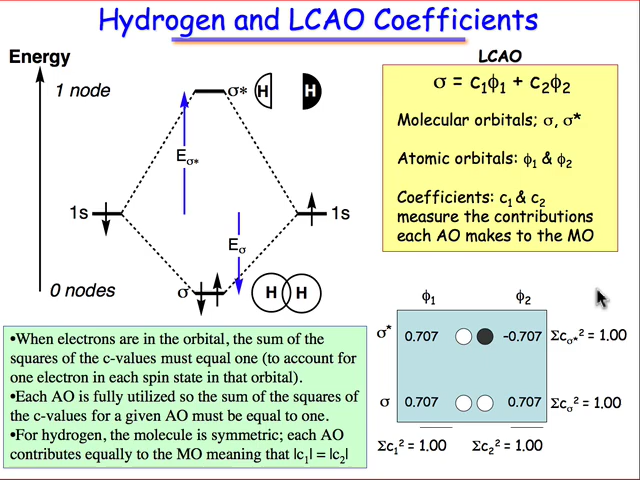 Hydrogen and LCAO Coefficients
Energy
1 node
σ*
H
H
E_σ*
1s
1s
E_σ
0 nodes
σ
H
H
LCAO
σ = c₁ϕ₁ + c₂ϕ₂
Molecular orbitals; σ, σ*
Atomic orbitals: ϕ₁ & ϕ₂
Coefficients: c₁ & c₂
measure the contributions
each AO makes to the MO
ϕ₁ ϕ₂
σ* 0.707 -0.707 Σc_σ*² = 1.00
σ 0.707 0.707 Σc_σ² = 1.00
Σc₁² = 1.00 Σc₂² = 1.00
•When electrons are in the orbital, the sum of the
squares of the c-values must equal one (to account for
one electron in each spin state in that orbital).
•Each AO is fully utilized so the sum of the squares of
the c-values for a given AO must be equal to one.
•For hydrogen, the molecule is symmetric; each AO
contributes equally to the MO meaning that |c₁| = |c₂|